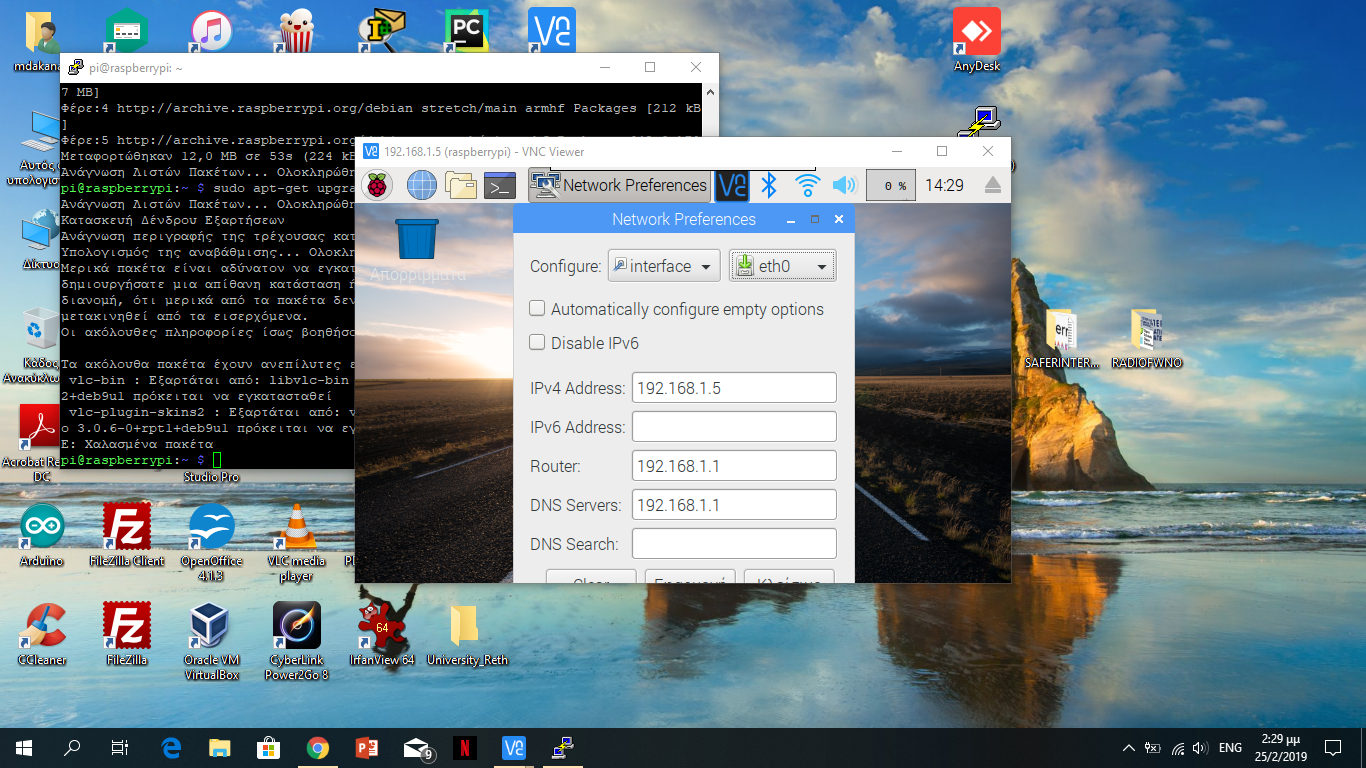 mdakana
AnyDesk
pi@raspberrypi: ~
7 MB]
Φέρε:4 http://archive.raspberrypi.org/debian stretch/main armhf Packages [212 kB
]
Φέρε:5 http://archive.raspberrypi.org/
Μεταφορτώθηκαν 12,0 MB σε 53s (224 kB
Ανάγνωση Λιστών Πακέτων... Ολοκληρώθη
pi@raspberrypi:~ $ sudo apt-get upgra
Ανάγνωση Λιστών Πακέτων... Ολοκληρώθη
Κατασκευή Δένδρου Εξαρτήσεων
Ανάγνωση περιγραφής της τρέχουσας κατ
Υπολογισμός της αναβάθμισης... Ολοκλη
Μερικά πακέτα είναι αδύνατον να εγκατ
δημιουργήσατε μια απίθανη κατάσταση ή
διανομή, ότι μερικά από τα πακέτα δεν
μετακινηθεί από τα εισερχόμενα.
Οι ακόλουθες πληροφορίες ίσως βοηθήσο
Τα ακόλουθα πακέτα έχουν ανεπίλυτες ε
vlc-bin : Εξαρτάται από: libvlc-bin
2+deb9u1 πρόκειται να εγκατασταθεί
vlc-plugin-skins2 : Εξαρτάται από: v
ο 3.0.6-0+rpt1+deb9u1 πρόκειται να εγ
E: Χαλασμένα πακέτα
pi@raspberrypi:~ $
192.168.1.5 (raspberrypi) - VNC Viewer
Network Preferences
0 %
14:29
Απορρίμματα
Network Preferences
Configure: interface eth0
Automatically configure empty options
Disable IPv6
IPv4 Address: 192.168.1.5
IPv6 Address:
Router: 192.168.1.1
DNS Servers: 192.168.1.1
DNS Search:
Αυτός ο
υπολογισ
Δίκτυο
Κάδος
Ανακύκλω
Acrobat Re
DC
Studio Pro
SAFERINTER...
RADIOFWNO
Arduino
FileZilla Client
OpenOffice
4.1.3
VLC media
player
CCleaner
FileZilla
Oracle VM
VirtualBox
CyberLink
Power2Go 8
64
IrfanView 64
University_Reth
9
ENG
2:29 μμ
25/2/2019